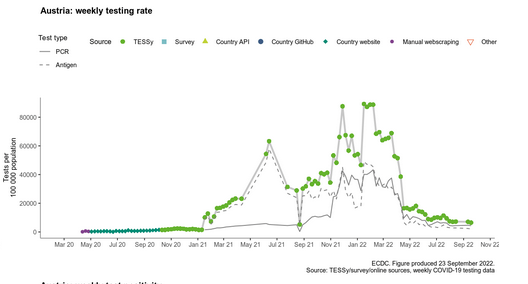 Austria: weekly testing rate
Test type
PCR
Antigen
Source
TESSy
Survey
Country API
Country GitHub
Country website
Manual webscraping
Other
Tests per
100 000 population
80000
60000
40000
20000
0
Mar 20 May 20 Jul 20 Sep 20 Nov 20 Jan 21 Mar 21 May 21 Jul 21 Sep 21 Nov 21 Jan 22 Mar 22 May 22 Jul 22 Sep 22 Nov 22
ECDC. Figure produced 23 September 2022.
Source: TESSy/survey/online sources, weekly COVID-19 testing data